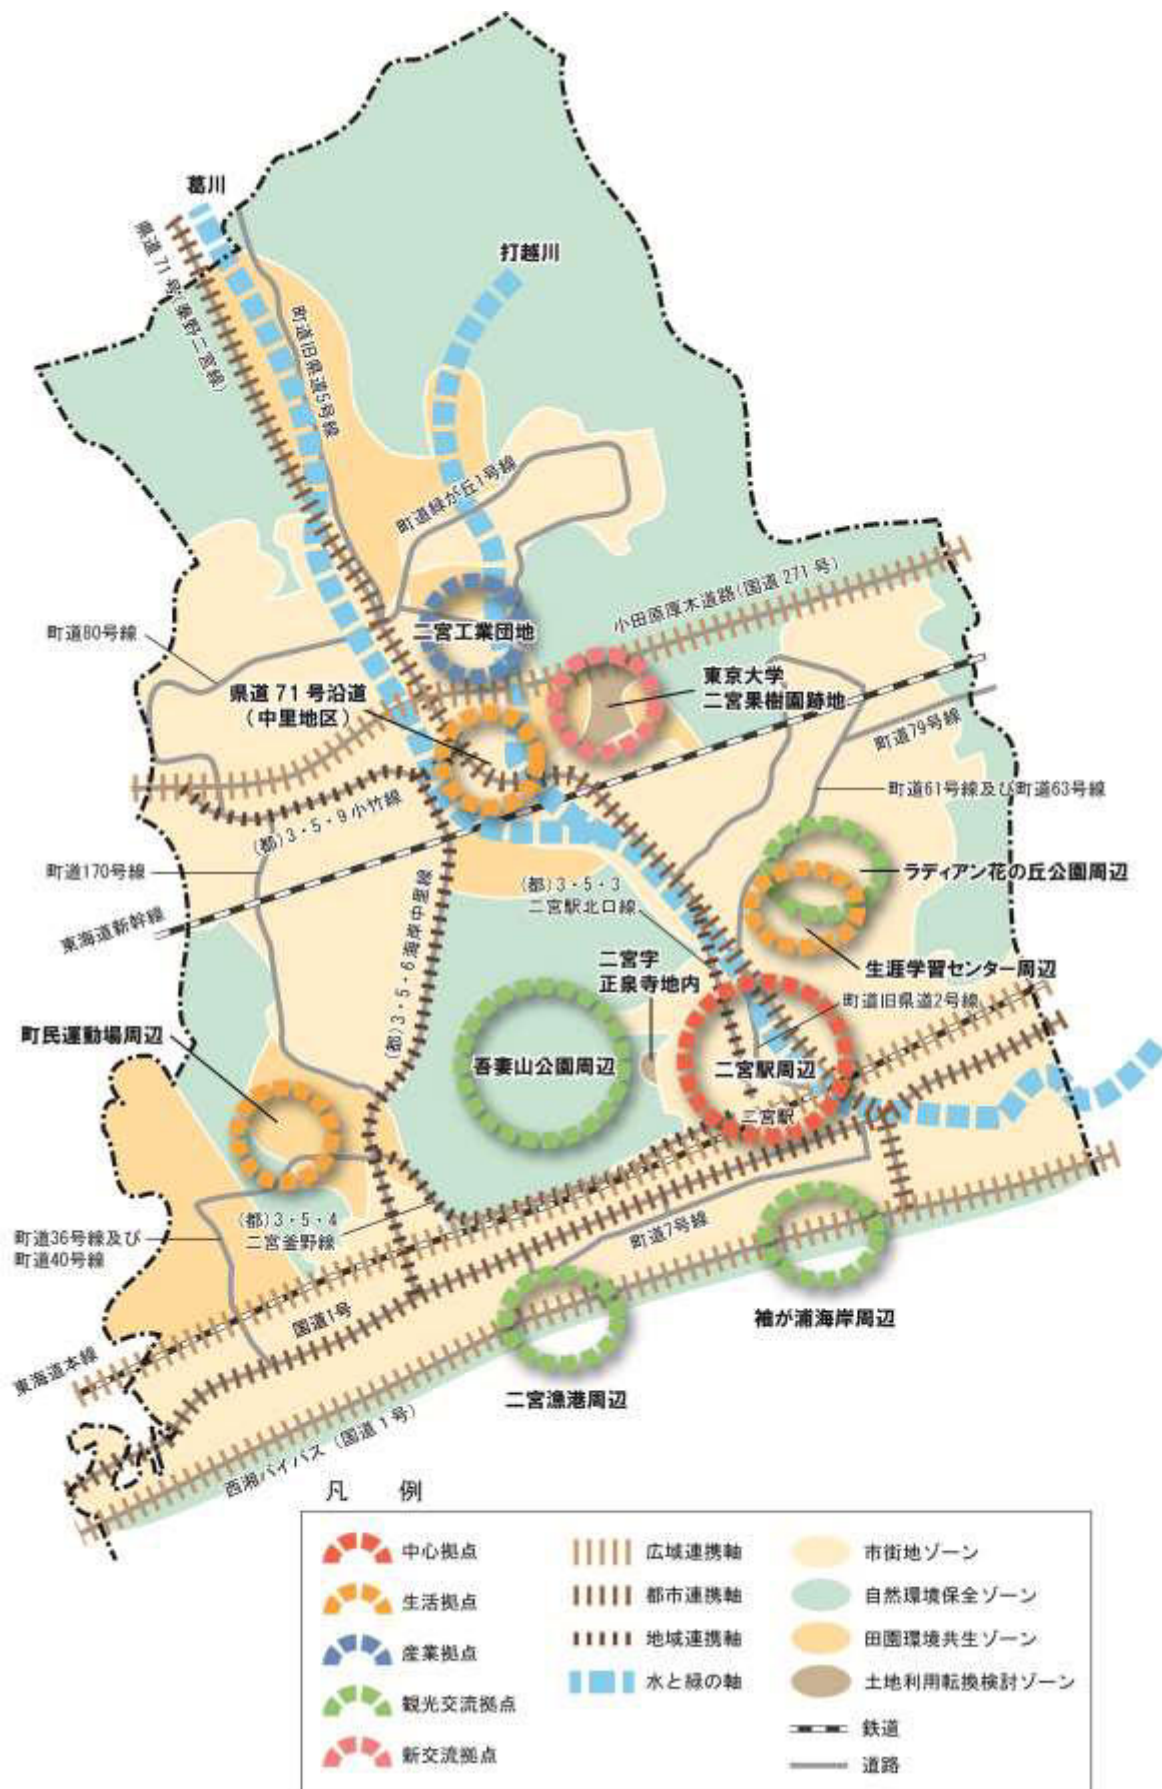 葛川
県道71号(秦野二宮線)
打越川
町道旧県道5号線
町道緑が丘1号線
小田原厚木道路(国道271号)
町道80号線
二宮工業団地
県道71号沿道
(中里地区)
東京大学
二宮果樹園跡地
町道79号線
町道61号線及び町道63号線
(都)3・5・9小竹線
町道170号線
東海道新幹線
(都)3・5・6海岸中里線
(都)3・5・3
二宮駅北口線
ラディアン花の丘公園周辺
生涯学習センター周辺
二宮字
正泉寺地内
町道旧県道2号線
町民運動場周辺
吾妻山公園周辺
二宮駅周辺
二宮駅
(都)3・5・4
二宮釜野線
町道36号線及び
町道40号線
町道7号線
国道1号
東海道本線
袖が浦海岸周辺
二宮漁港周辺
西湘バイパス(国道1号)
凡 例
中心拠点
生活拠点
産業拠点
観光交流拠点
新交流拠点
広域連携軸
都市連携軸
地域連携軸
水と緑の軸
市街地ゾーン
自然環境保全ゾーン
田園環境共生ゾーン
土地利用転換検討ゾーン
鉄道
道路